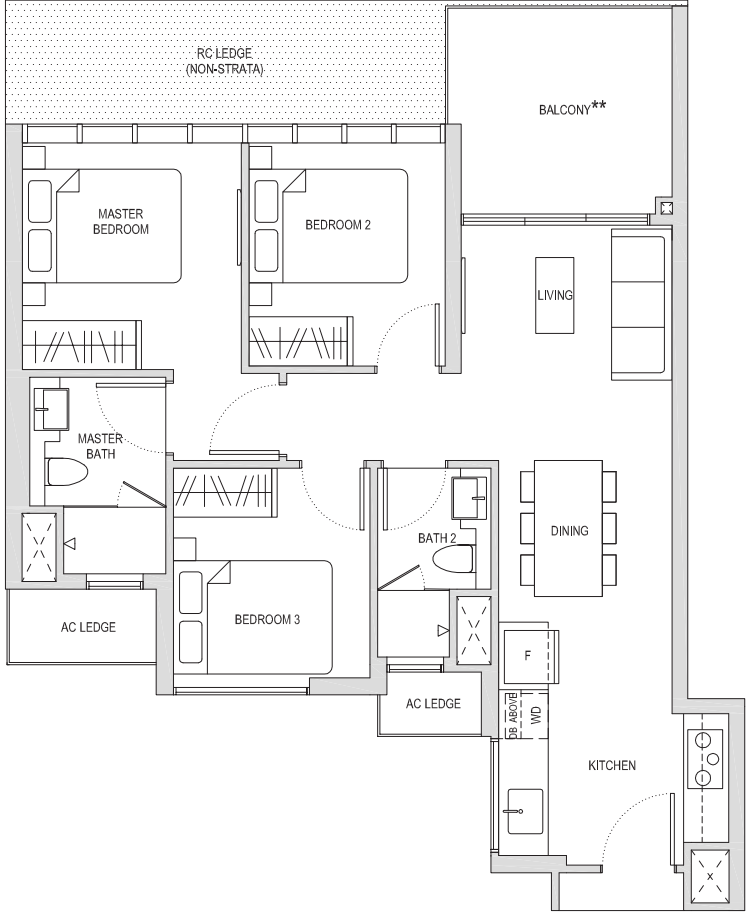 RC LEDGE
(NON-STRATA)
BALCONY**
MASTER
BEDROOM
BEDROOM 2
LIVING
MASTER
BATH
BATH 2
DINING
AC LEDGE
BEDROOM 3
F
AC LEDGE
DB ABOVE
WD
KITCHEN
x